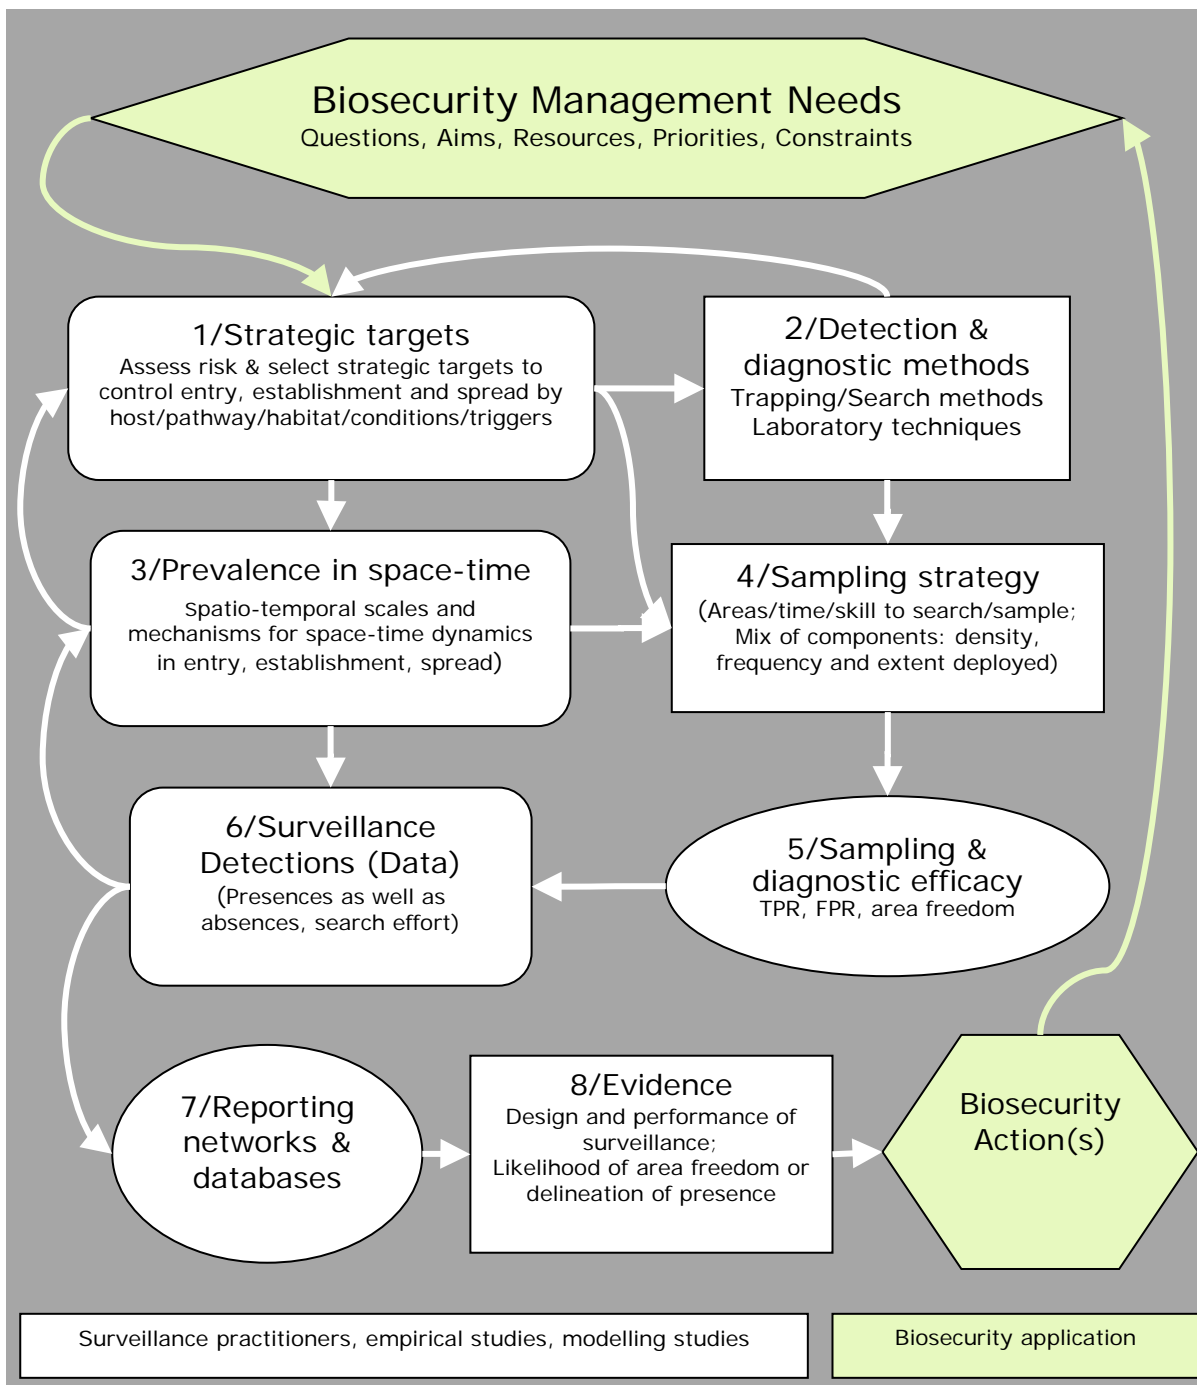 Biosecurity Management Needs
Questions, Aims, Resources, Priorities, Constraints
1/Strategic targets
Assess risk & select strategic targets to
control entry, establishment and spread by
host/pathway/habitat/conditions/triggers
2/Detection &
diagnostic methods
Trapping/Search methods
Laboratory techniques
3/Prevalence in space-time
Spatio-temporal scales and
mechanisms for space-time dynamics
in entry, establishment, spread)
4/Sampling strategy
(Areas/time/skill to search/sample;
Mix of components: density,
frequency and extent deployed)
6/Surveillance
Detections (Data)
(Presences as well as
absences, search effort)
5/Sampling &
diagnostic efficacy
TPR, FPR, area freedom
7/Reporting
networks &
databases
8/Evidence
Design and performance of
surveillance;
Likelihood of area freedom or
delineation of presence
Biosecurity
Action(s)
Surveillance practitioners, empirical studies, modelling studies
Biosecurity application